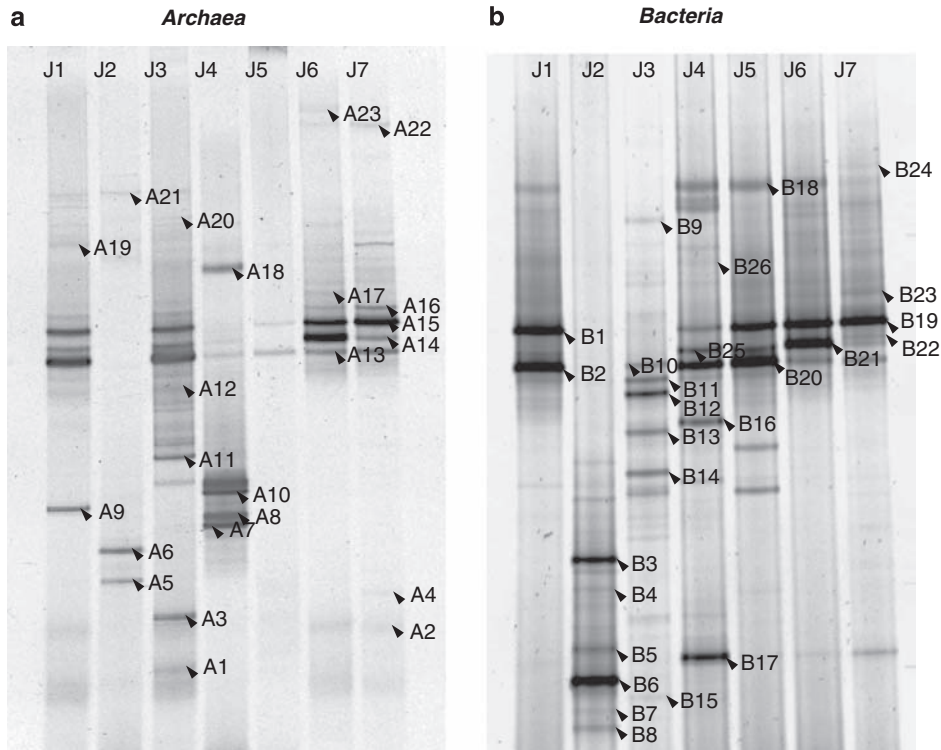 a Archaea
J1 J2 J3 J4 J5 J6 J7
A23
A22
A21
A20
A19
A18
A17
A16
A15
A14
A13
A12
A11
A10
A9
A8
A7
A6
A5
A4
A3
A2
A1
b Bacteria
J1 J2 J3 J4 J5 J6 J7
B24
B18
B9
B26
B23
B19
B1
B22
B25
B21
B10
B2
B20
B11
B12
B16
B13
B14
B3
B4
B5
B17
B6
B15
B7
B8